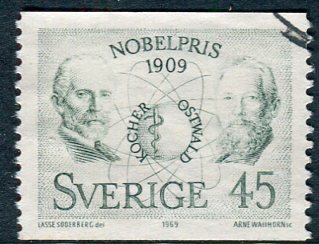 NOBELPRIS
1909
KOCHER
OSTWALD
SVERIGE 45
LASSE SÖDERBERG del
1969
ARNE WALLHORN sc